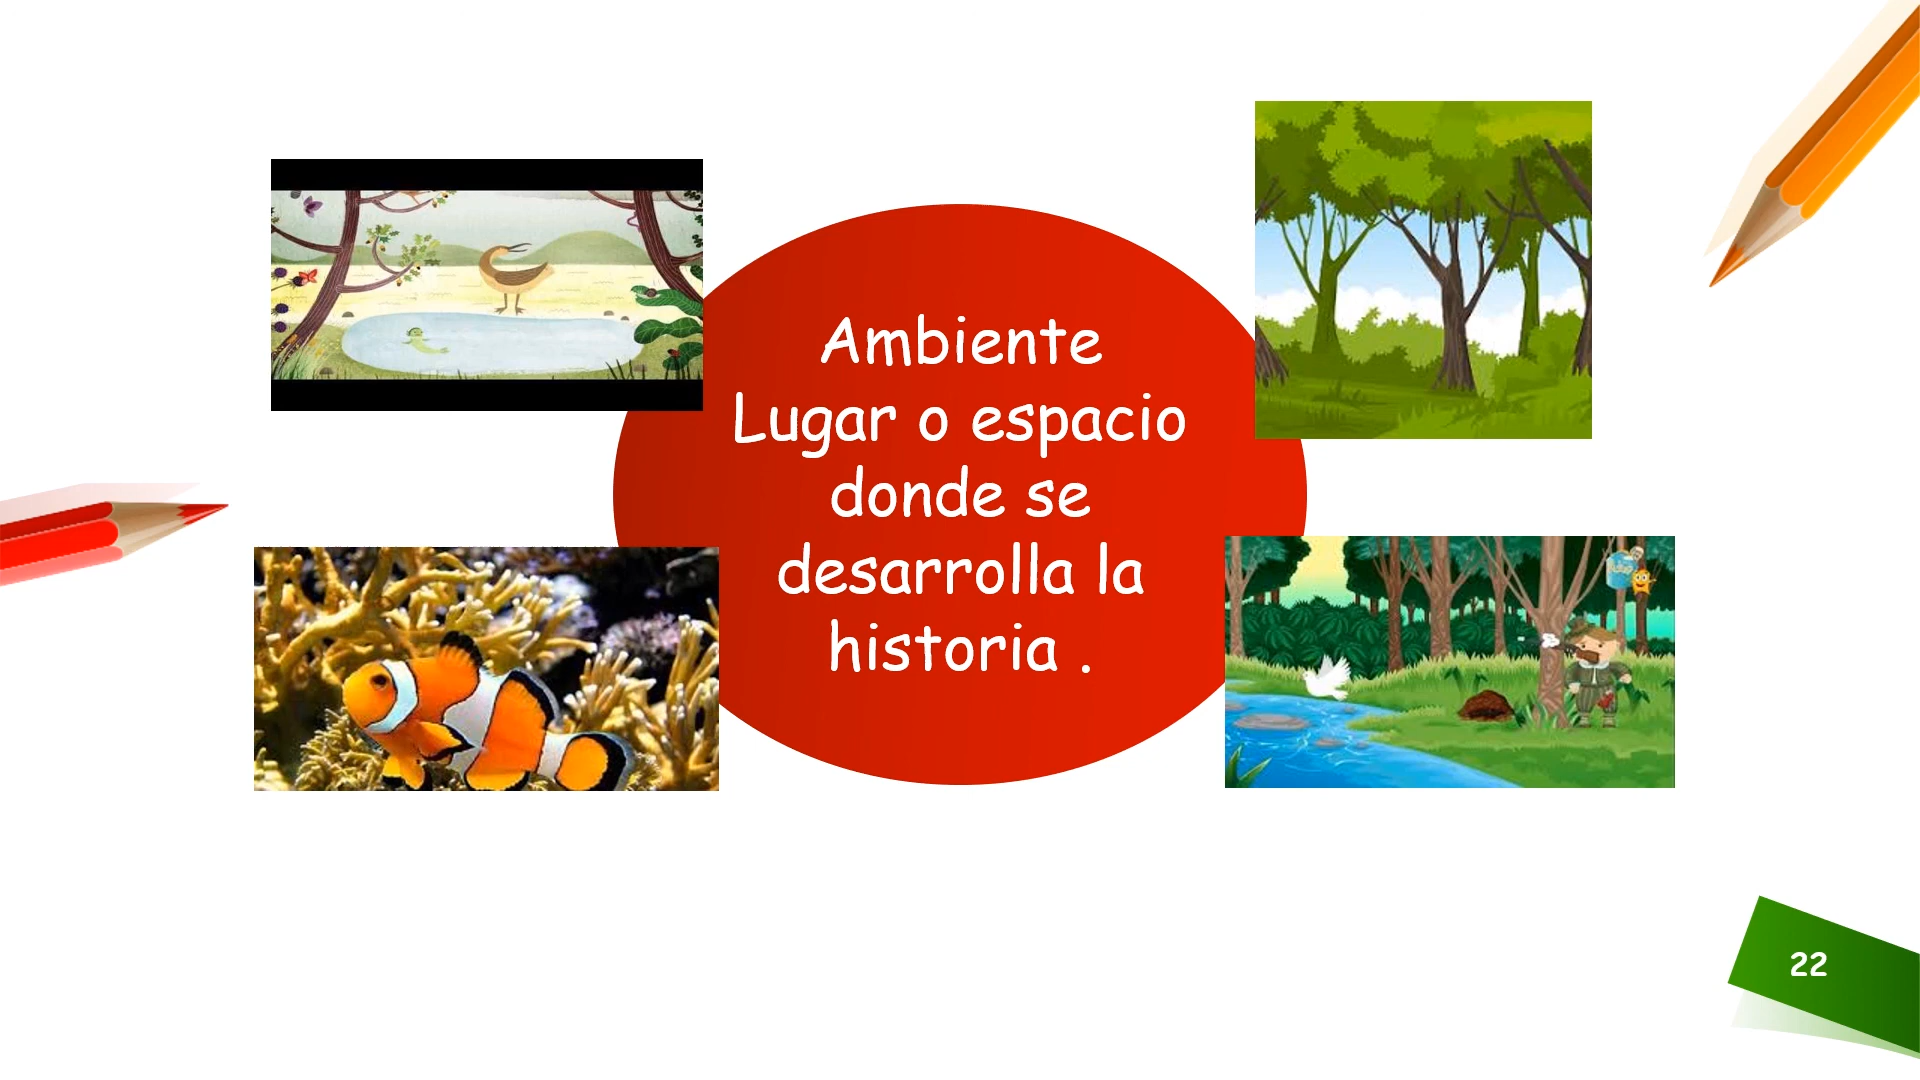 Ambiente
Lugar o espacio
donde se
desarrolla la
historia .
22